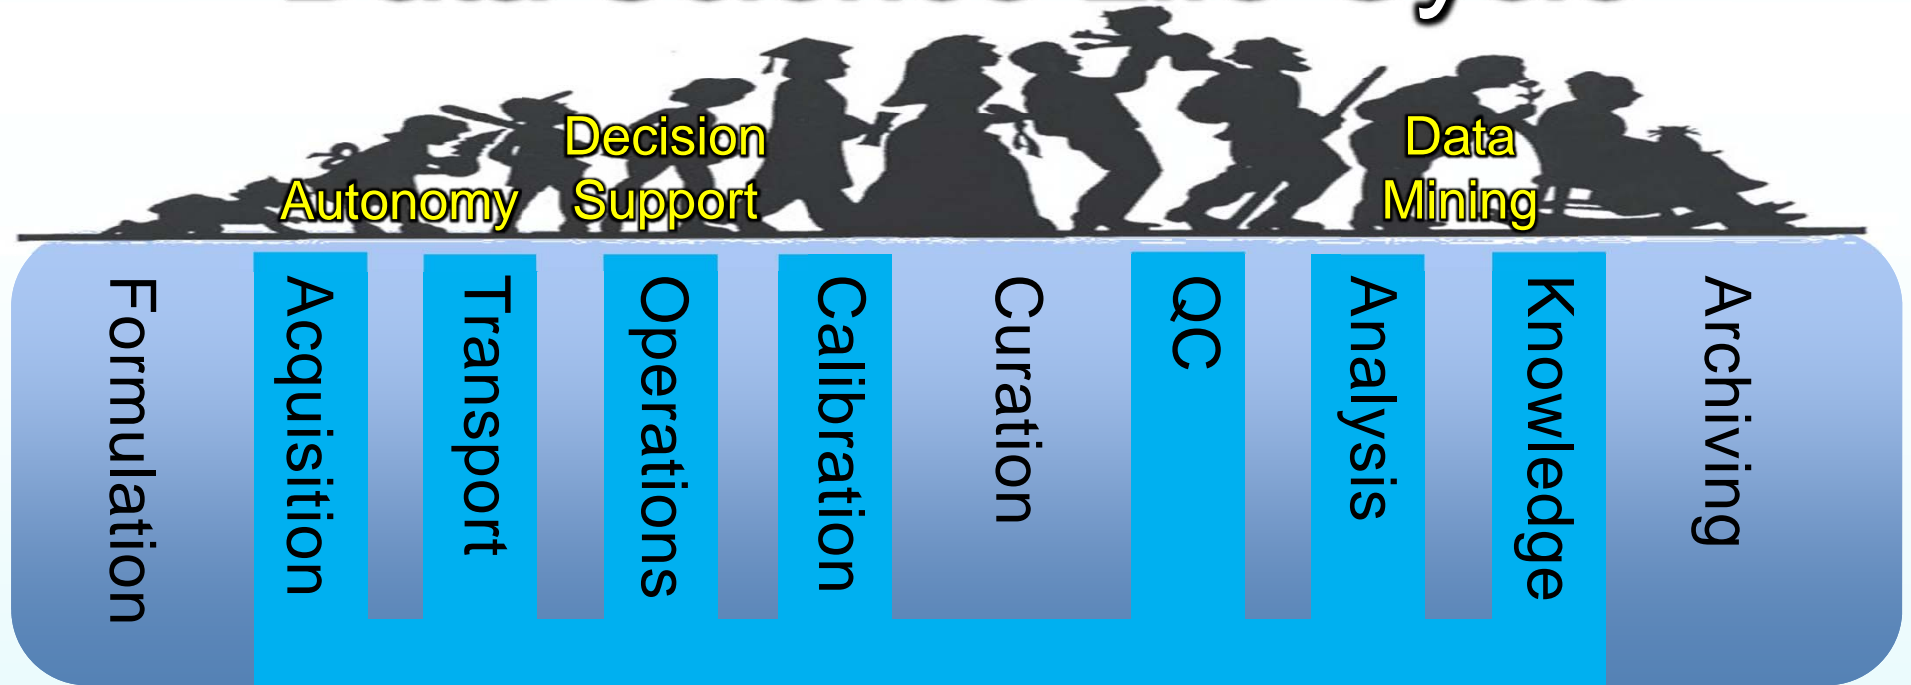 Autonomy
Decision
Support
Data
Mining
Formulation
Acquisition
Transport
Operations
Calibration
Curation
QC
Analysis
Knowledge
Archiving